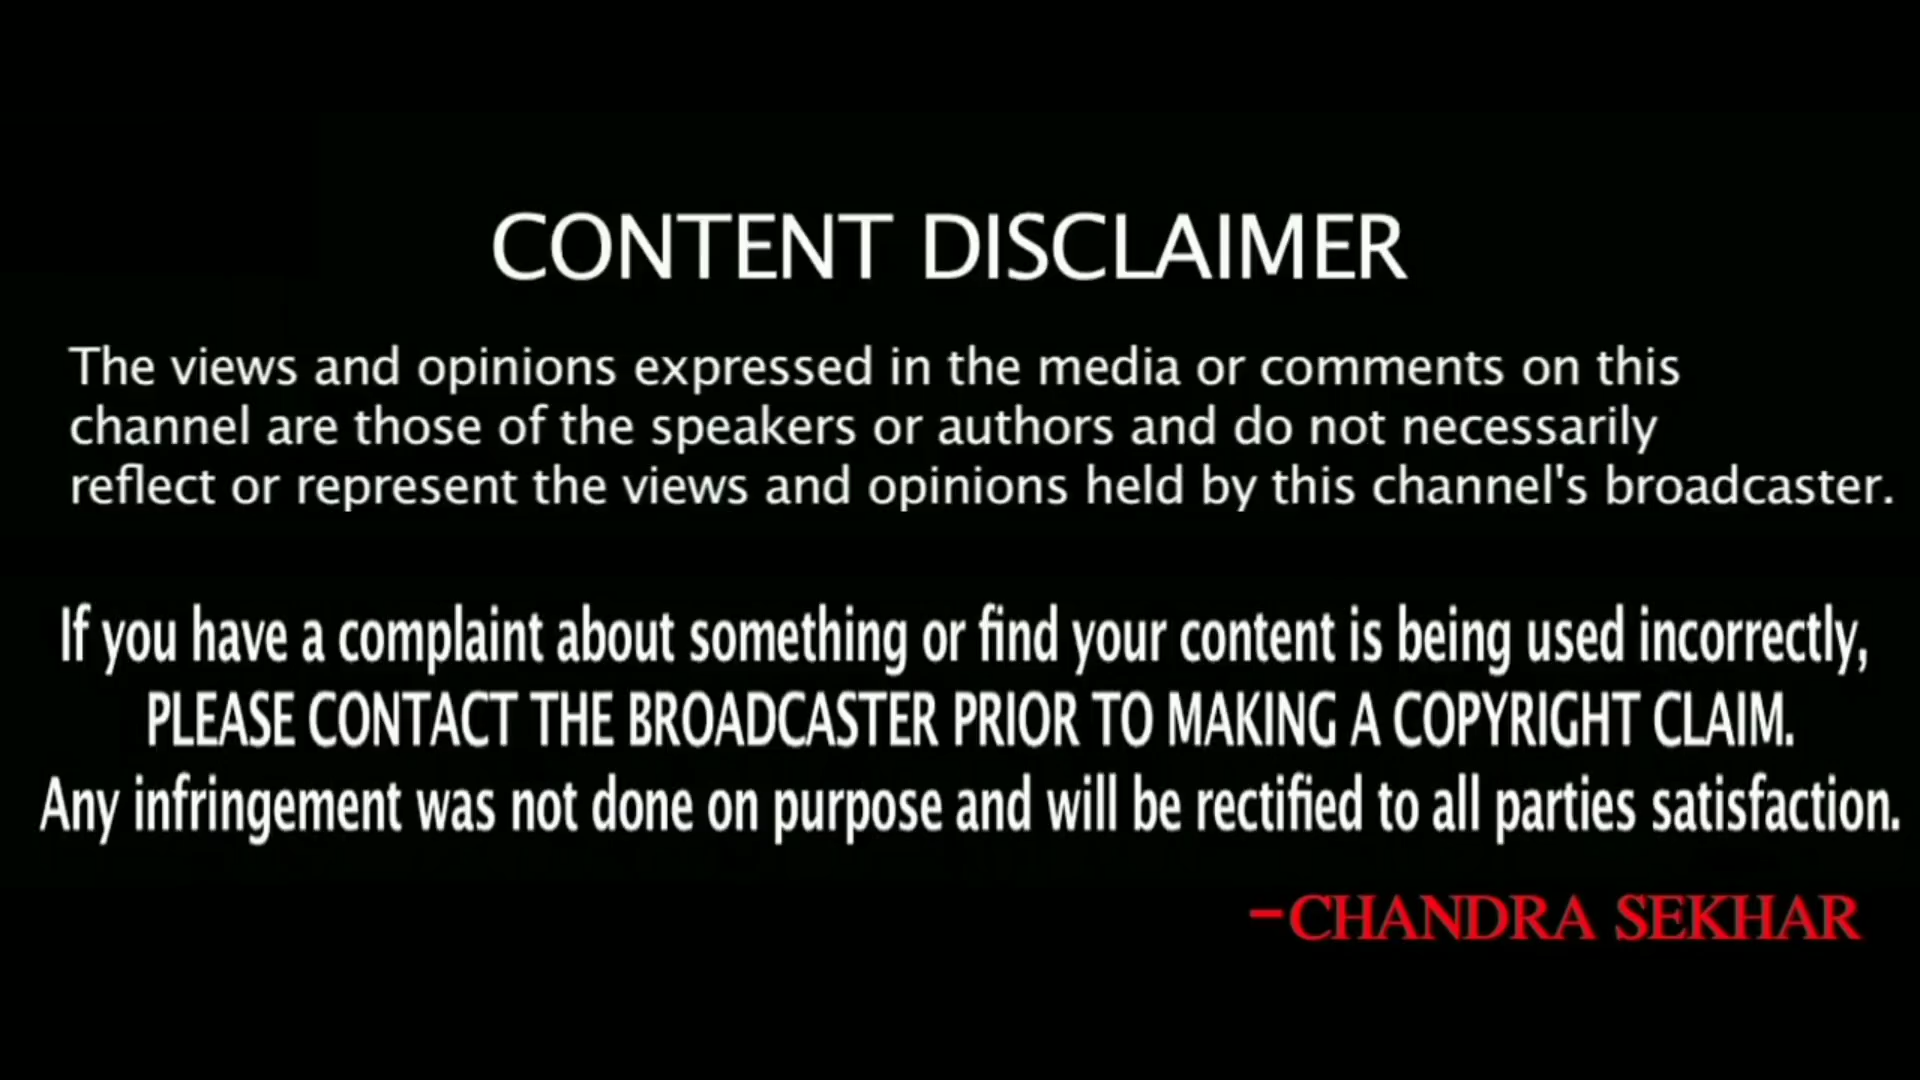 CONTENT DISCLAIMER
The views and opinions expressed in the media or comments on this
channel are those of the speakers or authors and do not necessarily
reflect or represent the views and opinions held by this channel's broadcaster.
If you have a complaint about something or find your content is being used incorrectly,
PLEASE CONTACT THE BROADCASTER PRIOR TO MAKING A COPYRIGHT CLAIM.
Any infringement was not done on purpose and will be rectified to all parties satisfaction.
-CHANDRA SEKHAR